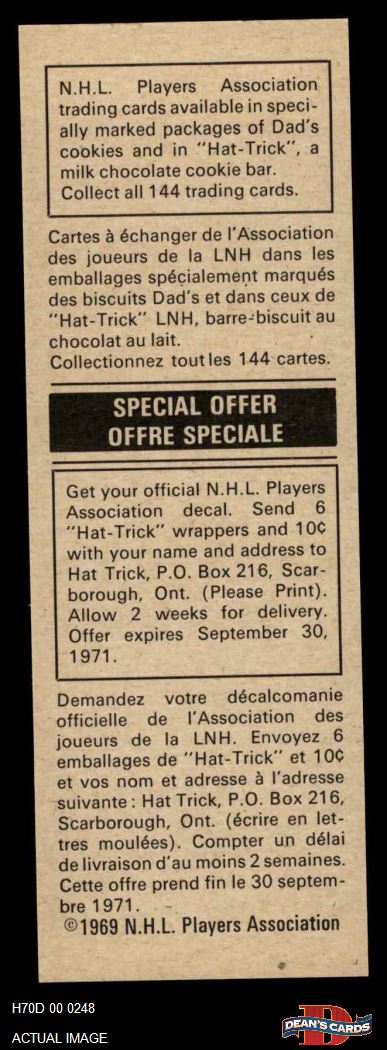 N.H.L. Players Association
trading cards available in speci-
ally marked packages of Dad's
cookies and in "Hat-Trick", a
milk chocolate cookie bar.
Collect all 144 trading cards.
Cartes à échanger de l'Association
des joueurs de la LNH dans les
emballages spécialement marqués
des biscuits Dad's et dans ceux de
"Hat-Trick" LNH, barre-biscuit au
chocolat au lait.
Collectionnez toutles 144 cartes.
SPECIAL OFFER
OFFRE SPECIALE
Get your official N.H.L. Players
Association decal. Send 6
"Hat-Trick" wrappers and 10¢
with your name and address to
Hat Trick, P.O. Box 216, Scar-
borough, Ont. (Please Print).
Allow 2 weeks for delivery.
Offer expires September 30,
1971.
Demandez votre décalcomanie
officielle de l'Association des
joueurs de la LNH. Envoyez 6
emballages de "Hat-Trick" et 10¢
et vos nom et adresse à l'adresse
suivante : Hat Trick, P.O. Box 216,
Scarborough, Ont. (écrire en let-
tres moulées). Compter un délai
de livraison d'au moins 2 semaines.
Cette offre prend fin le 30 septem-
bre 1971.
©1969 N.H.L. Players Association
H70D 00 0248
ACTUAL IMAGE
D
DEAN'S CARDS